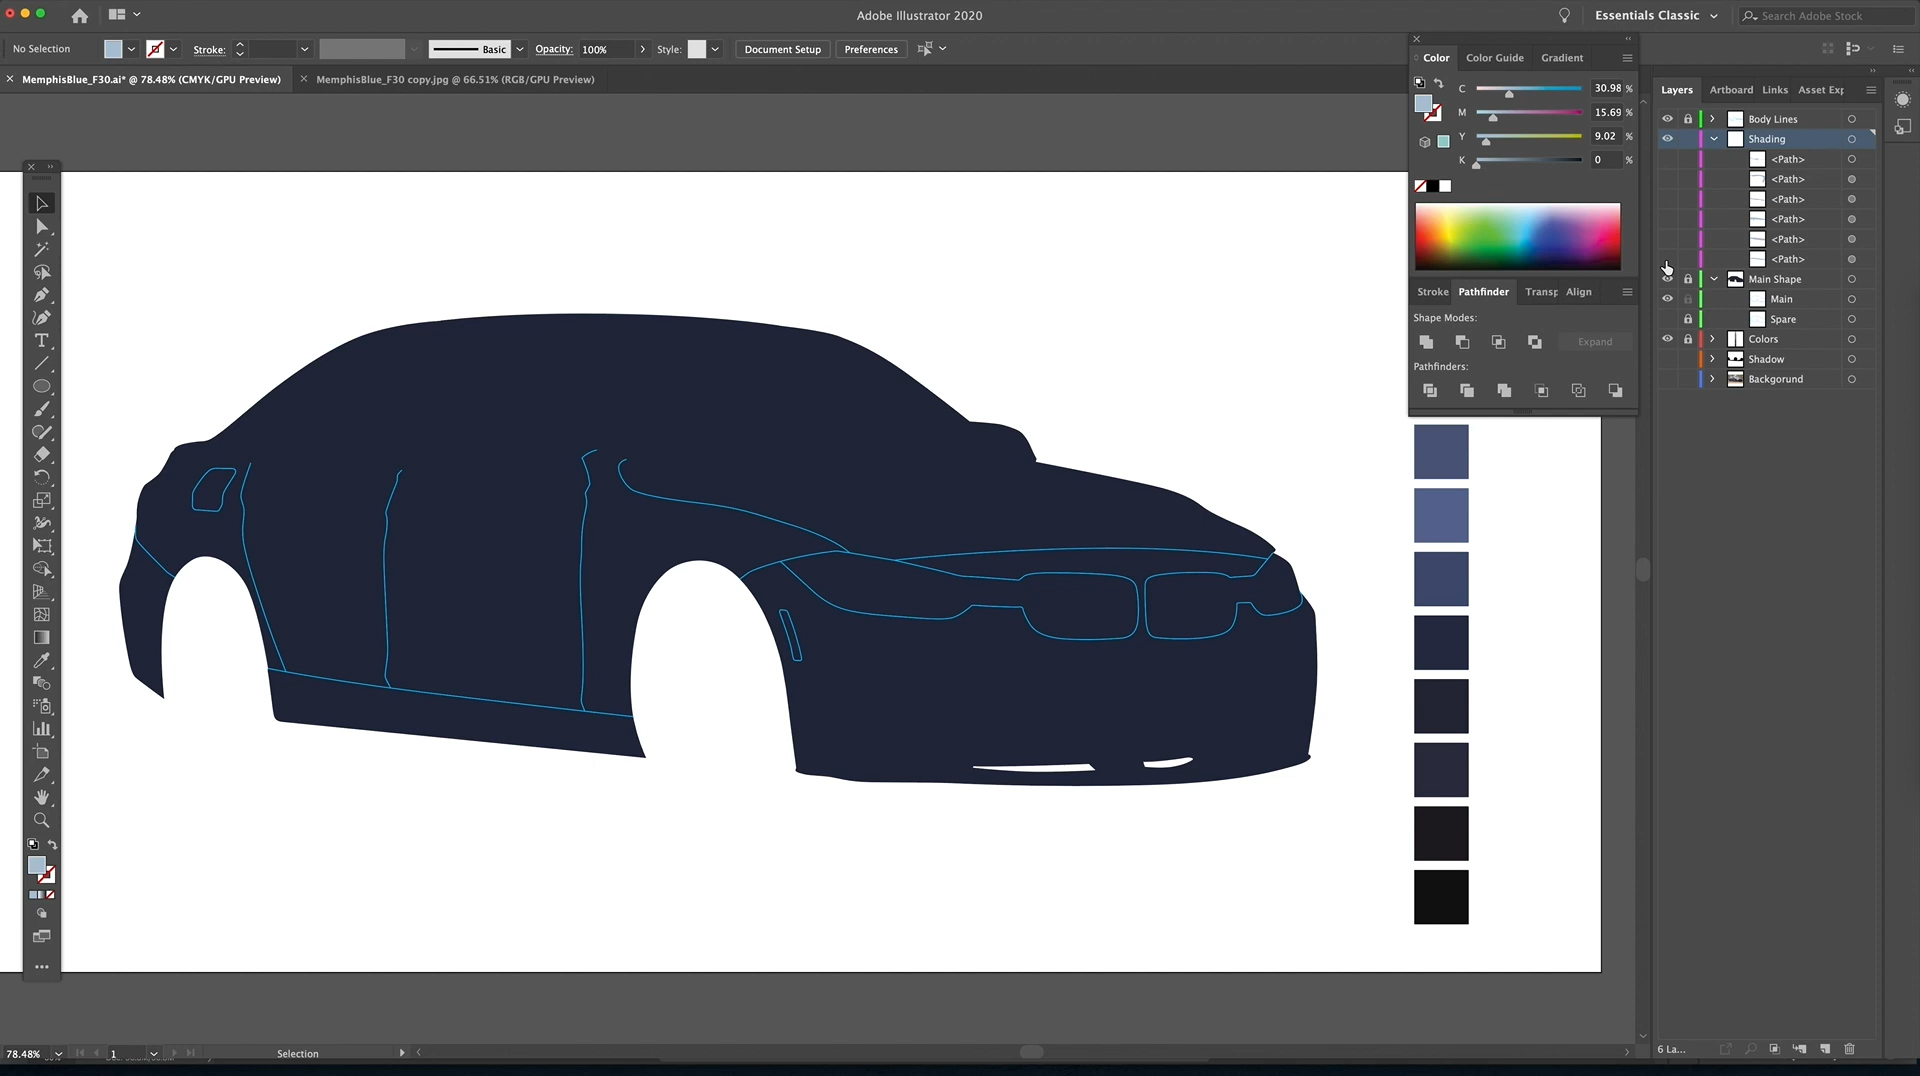 Adobe Illustrator 2020
Essentials Classic
Search Adobe Stock
No Selection
Stroke:
Basic
Opacity: 100%
Style:
Document Setup
Preferences
MemphisBlue_F30.ai* @ 78.48% (CMYK/GPU Preview)
MemphisBlue_F30 copy.jpg @ 66.51% (RGB/GPU Preview)
Color Color Guide Gradient
C 30.98 %
M 15.69 %
Y 9.02 %
K 0 %
Stroke Pathfinder Transp Align
Shape Modes:
Expand
Pathfinders:
Layers Artboard Links Asset Exp
Body Lines
Shading
<Path>
<Path>
<Path>
<Path>
<Path>
<Path>
Main Shape
Main
Spare
Colors
Shadow
Backgorund
6 La...
78.48%
1
Selection